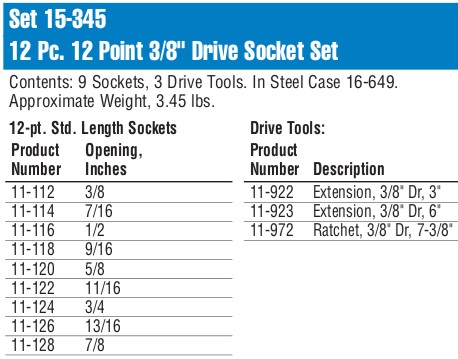 Set 15-345
12 Pc. 12 Point 3/8" Drive Socket Set
Contents: 9 Sockets, 3 Drive Tools. In Steel Case 16-649.
Approximate Weight, 3.45 lbs.
12-pt. Std. Length Sockets
Product Opening,
Number Inches
11-112 3/8
11-114 7/16
11-116 1/2
11-118 9/16
11-120 5/8
11-122 11/16
11-124 3/4
11-126 13/16
11-128 7/8
Drive Tools:
Product
Number Description
11-922 Extension, 3/8" Dr, 3"
11-923 Extension, 3/8" Dr, 6"
11-972 Ratchet, 3/8" Dr, 7-3/8"